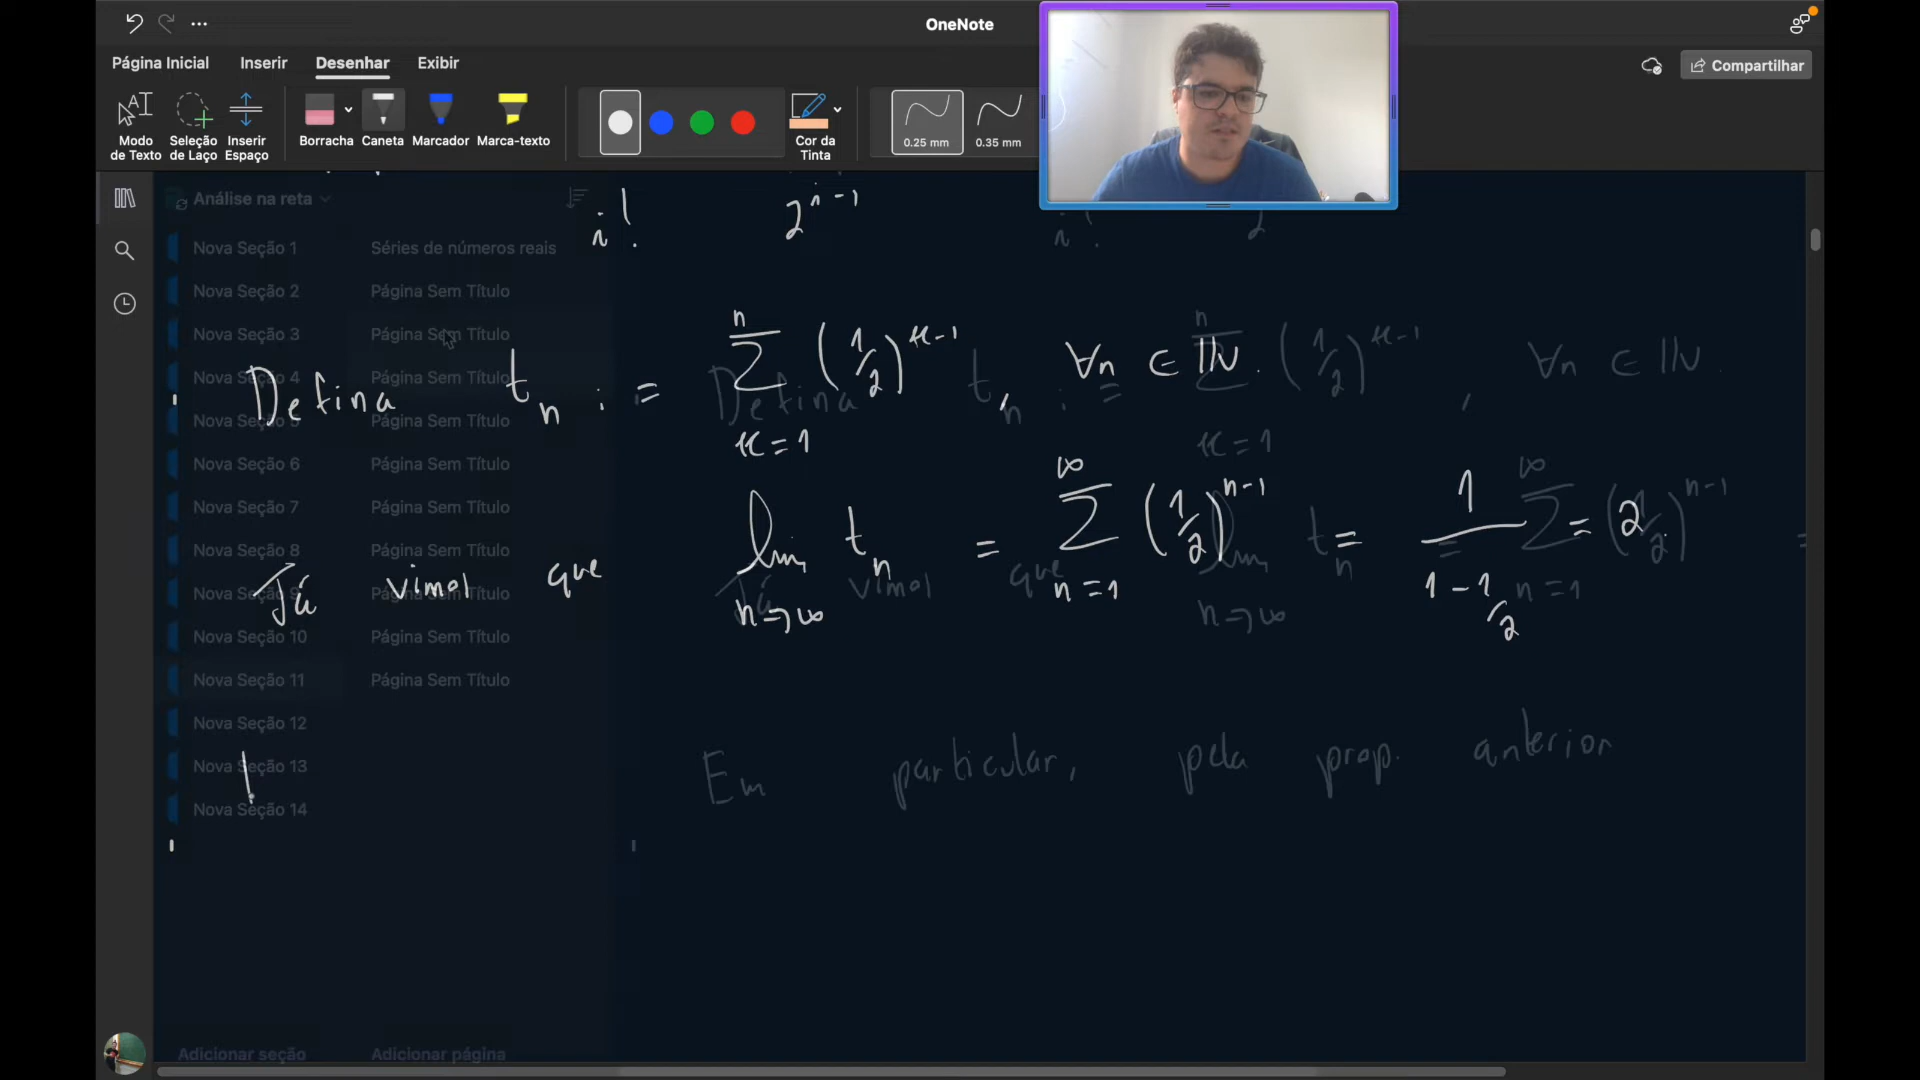 OneNote
Página Inicial Inserir Desenhar Exibir
Compartilhar
Modo de Texto
Seleção de Laço
Inserir Espaço
Borracha
Caneta
Marcador
Marca-texto
Cor da Tinta
0.25 mm
0.35 mm
Análise na reta
Nova Seção 1 Séries de números reais
Nova Seção 2 Página Sem Título
Nova Seção 3 Página Sem Título
Nova Seção 4 Página Sem Título
Nova Seção 5 Página Sem Título
Nova Seção 6 Página Sem Título
Nova Seção 7 Página Sem Título
Nova Seção 8 Página Sem Título
Nova Seção 9 Página Sem Título
Nova Seção 10 Página Sem Título
Nova Seção 11 Página Sem Título
Nova Seção 12
Nova Seção 13
Nova Seção 14
Adicionar seção Adicionar página
i! 2^{i-1}
Defina t_n := \sum_{k=1}^{n} (1/2)^{k-1}, ∀n ∈ IN.
Já vimos que lim_{n→∞} t_n = \sum_{n=1}^{∞} (1/2)^{n-1} = 1/(1-1/2) = 2.
Em particular, pela prop. anterior